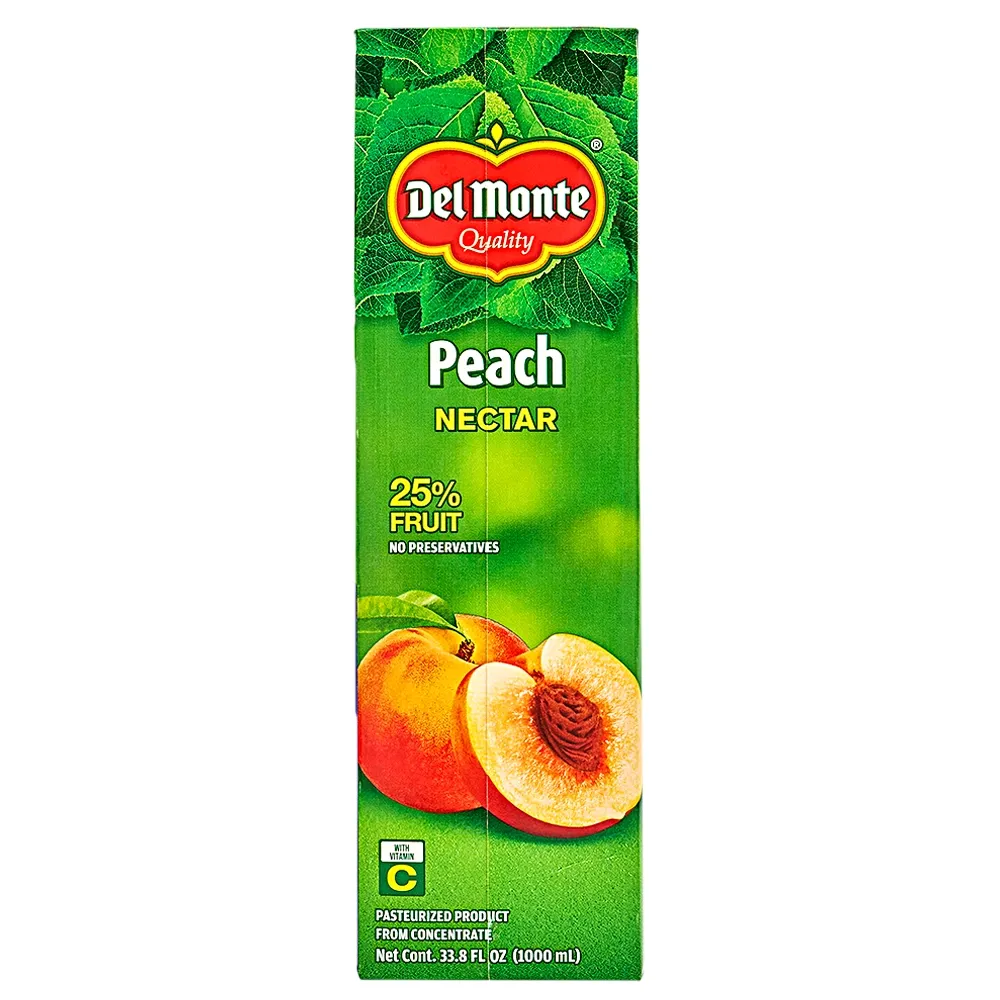 ®
Del Monte
Quality
Peach
NECTAR
25%
FRUIT
NO PRESERVATIVES
WITH
VITAMIN
C
PASTEURIZED PRODUCT
FROM CONCENTRATE
Net Cont. 33.8 FL OZ (1000 mL)